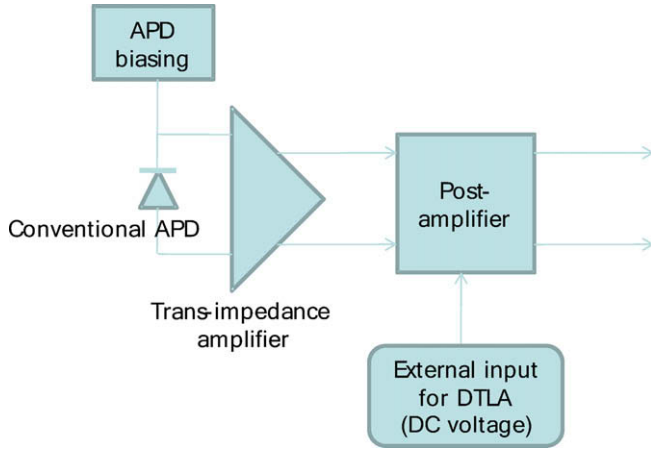 APD
biasing
Conventional APD
Trans-impedance
amplifier
Post-
amplifier
External input
for DTLA
(DC voltage)